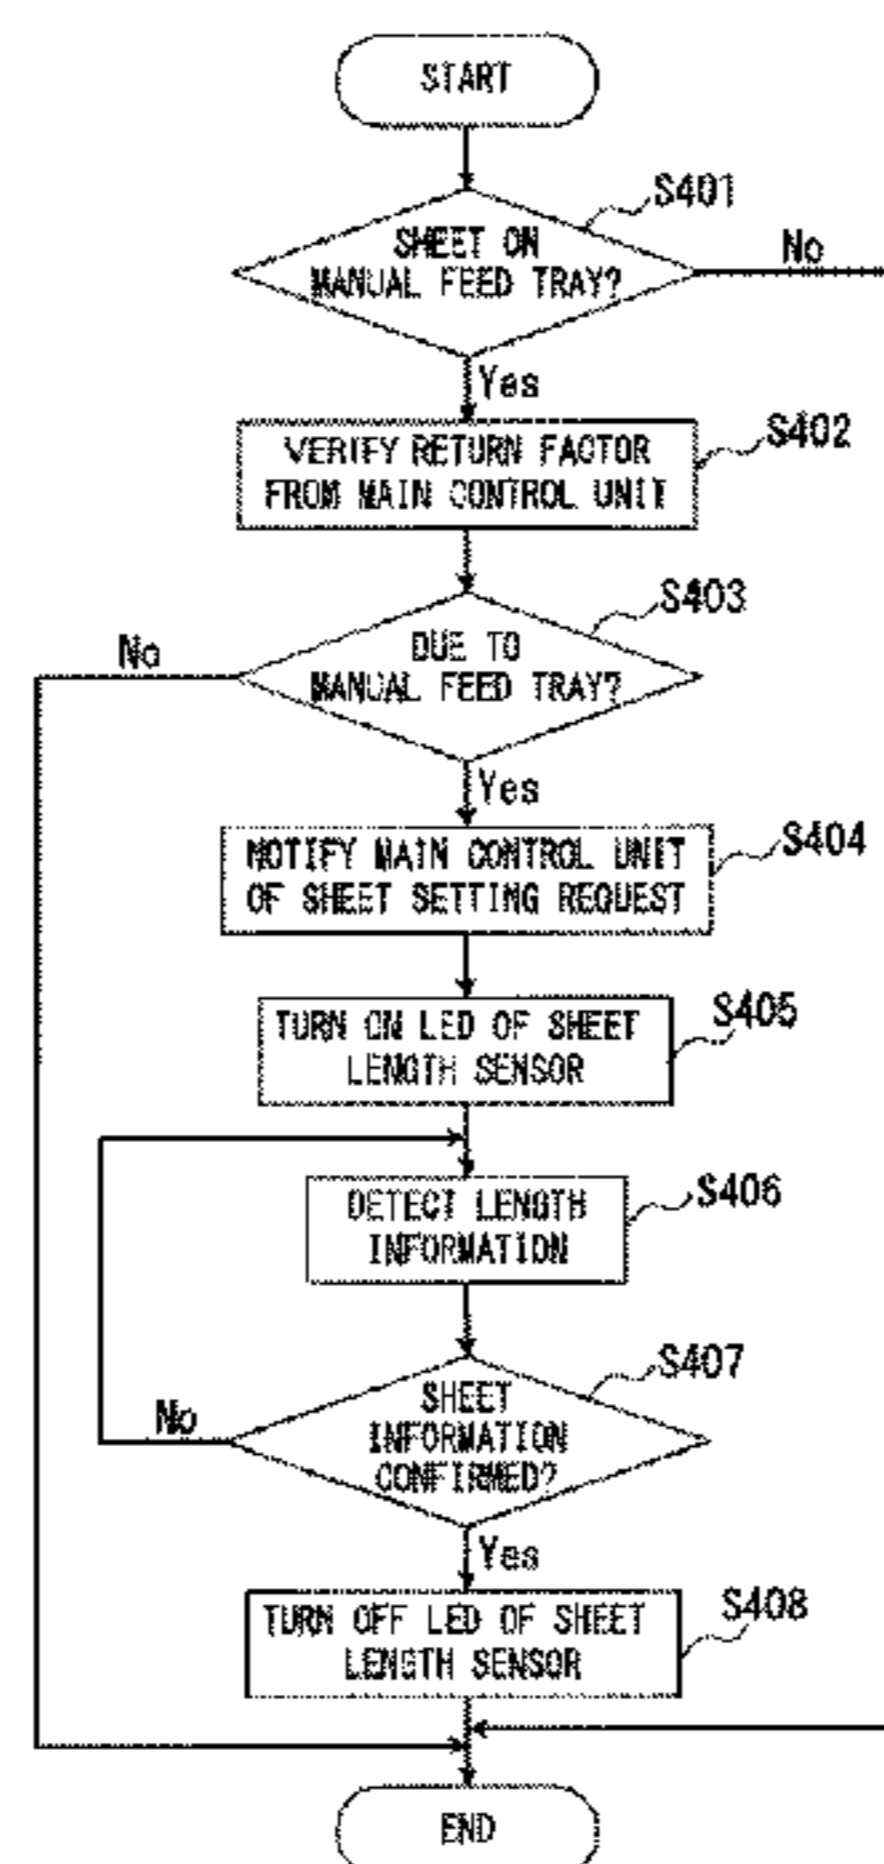 START
S401
SHEET ON
MANUAL FEED TRAY?
No
Yes
S402
VERIFY RETURN FACTOR
FROM MAIN CONTROL UNIT
S403
DUE TO
MANUAL FEED TRAY?
No
Yes
S404
NOTIFY MAIN CONTROL UNIT
OF SHEET SETTING REQUEST
S405
TURN ON LED OF SHEET
LENGTH SENSOR
S406
DETECT LENGTH
INFORMATION
S407
SHEET
INFORMATION
CONFIRMED?
No
Yes
S408
TURN OFF LED OF SHEET
LENGTH SENSOR
END